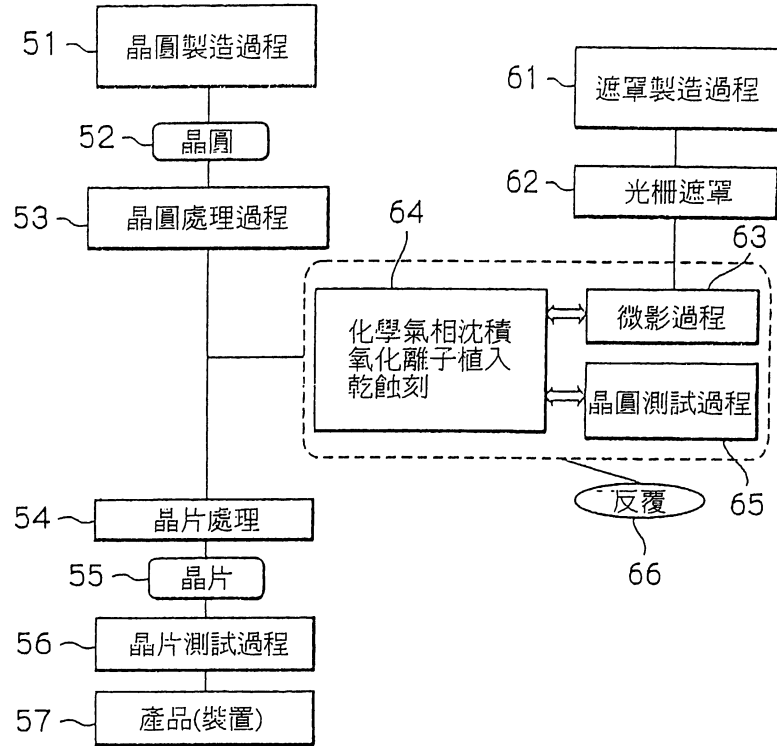 51
晶圓製造過程
52
晶圓
53
晶圓處理過程
61
遮罩製造過程
62
光柵遮罩
64
63
化學氣相沈積
氧化離子植入
乾蝕刻
微影過程
晶圓測試過程
65
反覆
66
54
晶片處理
55
晶片
56
晶片測試過程
57
產品(裝置)